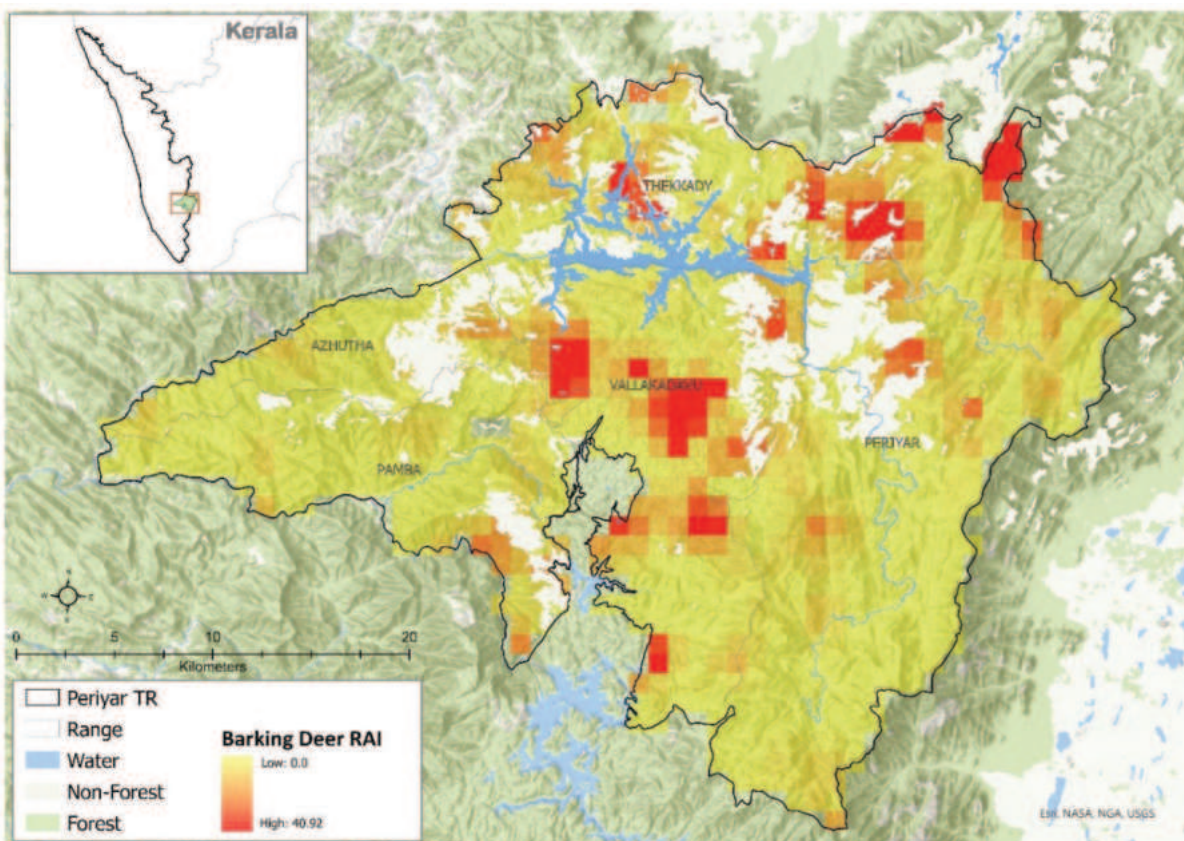 Kerala
THEKKADY
AZHUTHA
VALLAKADAVU
PERIYAR
PAMBA
N
W
E
S
0 5 10 20
Kilometers
Periyar TR
Range
Water
Non-Forest
Forest
Barking Deer RAI
Low: 0.0
High: 40.92
Esri, NASA, NGA, USGS